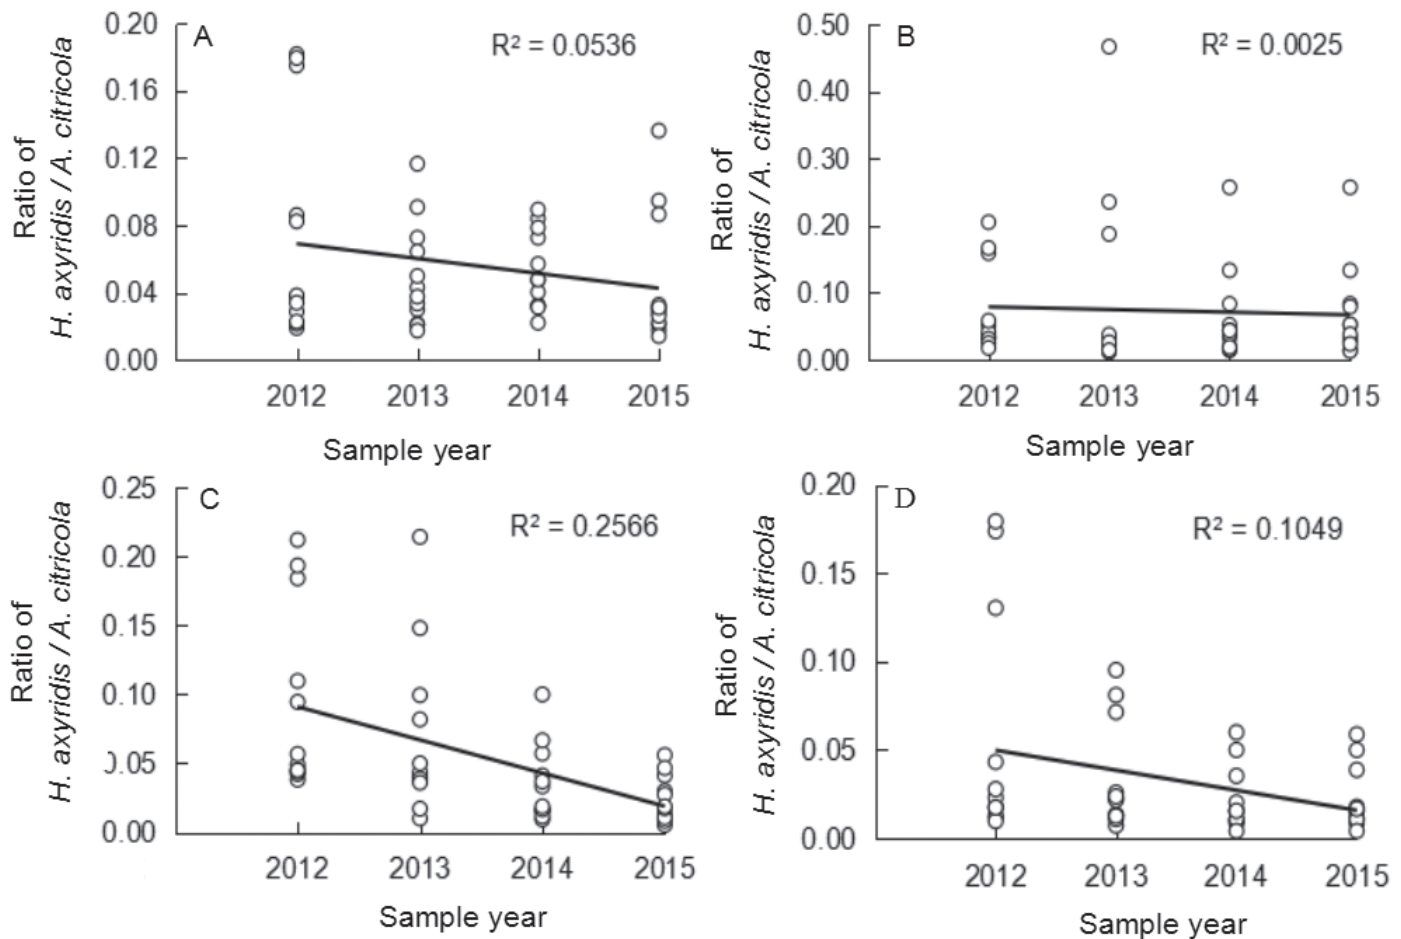 A
R² = 0.0536
0.20
0.16
0.12
0.08
0.04
0.00
Ratio of
H. axyridis / A. citricola
2012 2013 2014 2015
Sample year
B
R² = 0.0025
0.50
0.40
0.30
0.20
0.10
0.00
Ratio of
H. axyridis / A. citricola
2012 2013 2014 2015
Sample year
C
R² = 0.2566
0.25
0.20
0.15
0.10
0.05
0.00
Ratio of
H. axyridis / A. citricola
2012 2013 2014 2015
Sample year
D
R² = 0.1049
0.20
0.15
0.10
0.05
0.00
Ratio of
H. axyridis / A. citricola
2012 2013 2014 2015
Sample year